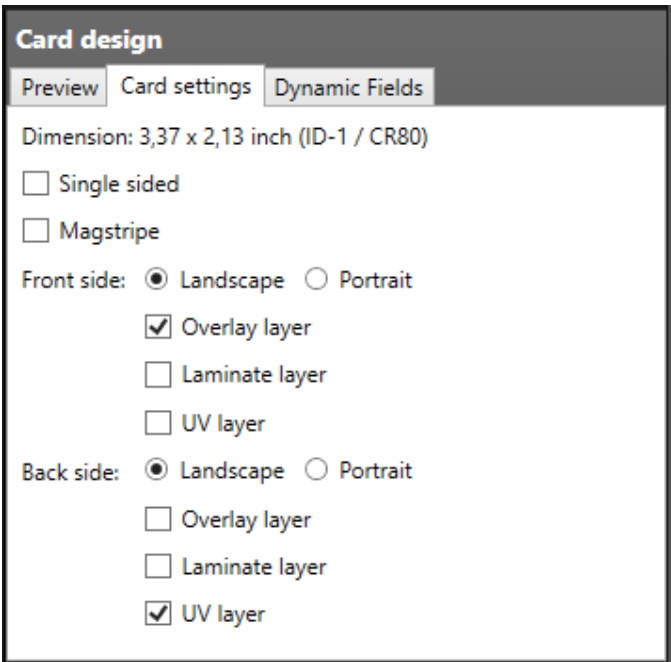 Card design
Preview Card settings Dynamic Fields
Dimension: 3,37 x 2,13 inch (ID-1 / CR80)
Single sided
Magstripe
Front side: Landscape Portrait
Overlay layer
Laminate layer
UV layer
Back side: Landscape Portrait
Overlay layer
Laminate layer
UV layer